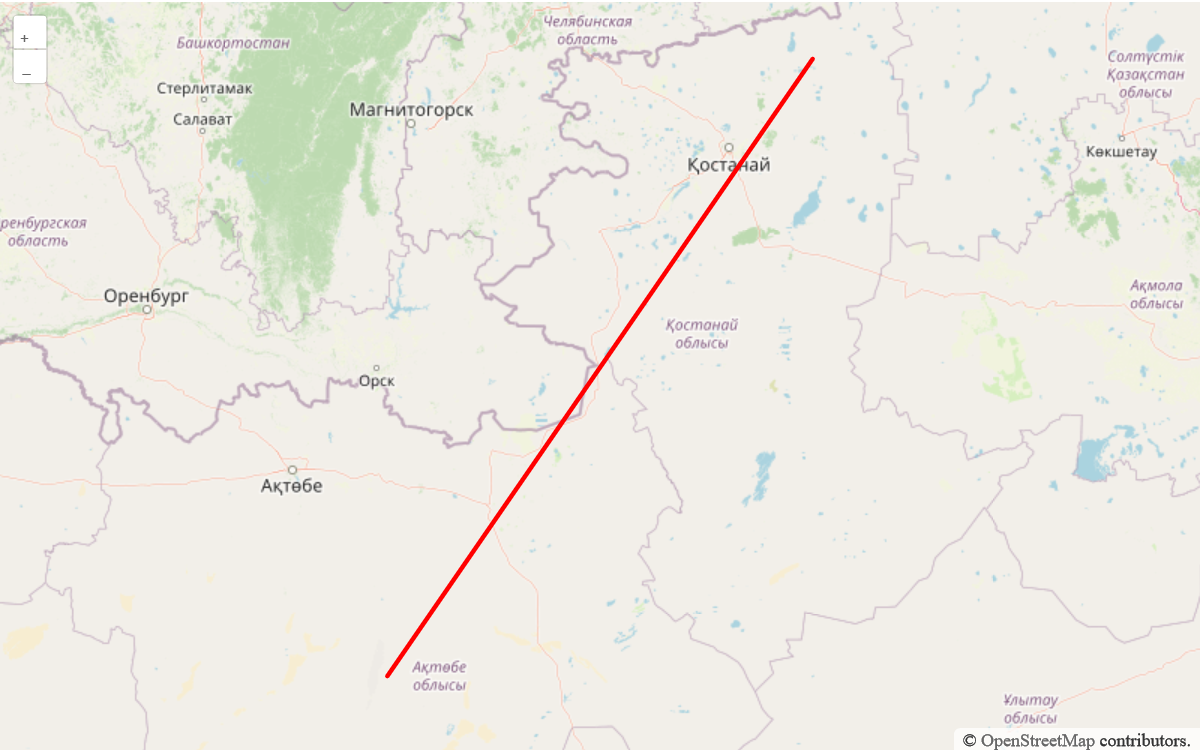 +
–
Челябинская
область
Башкортостан
Солтүстік
Қазақстан
облысы
Стерлитамак
Магнитогорск
Салават
Көкшетау
Қостанай
ренбургская
область
Оренбург
Ақмола
облысы
Қостанай
облысы
Орск
Ақтөбе
Ақтөбе
облысы
Ұлытау
облысы
© OpenStreetMap contributors.